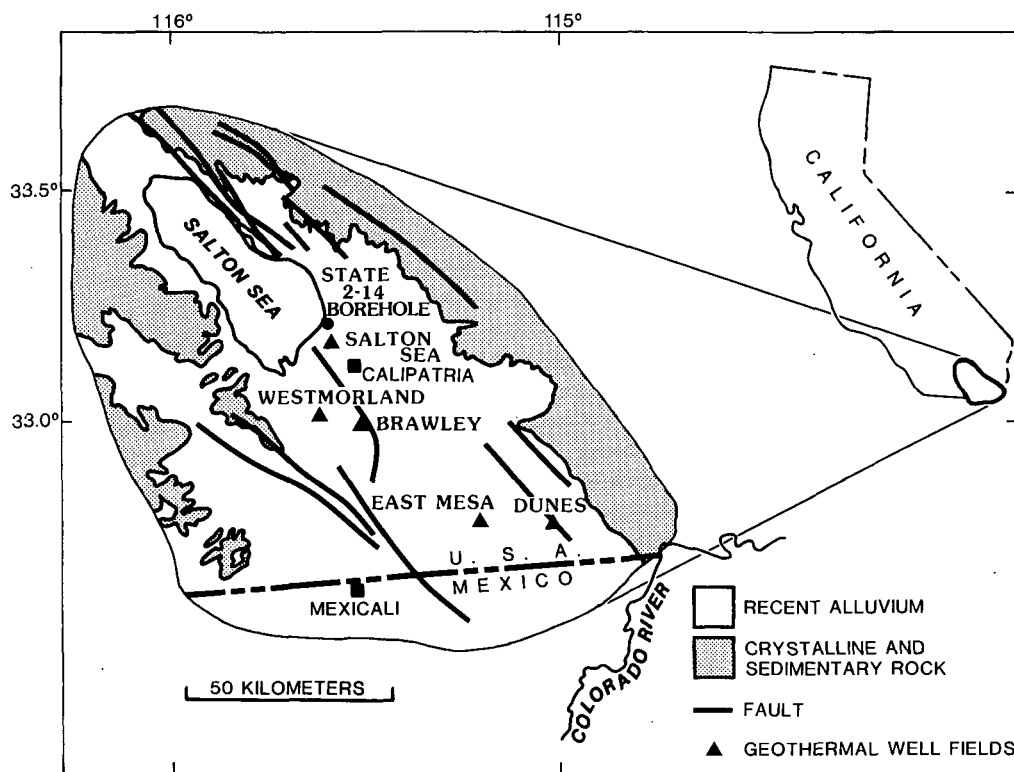 116°
115°
33.5°
33.0°
SALTON SEA
STATE
2-14
BOREHOLE
SALTON
SEA
CALIPATRIA
WESTMORLAND
BRAWLEY
EAST MESA
DUNES
U. S. A.
MEXICO
MEXICALI
50 KILOMETERS
COLORADO RIVER
CALIFORNIA
RECENT ALLUVIUM
CRYSTALLINE AND
SEDIMENTARY ROCK
FAULT
GEOTHERMAL WELL FIELDS